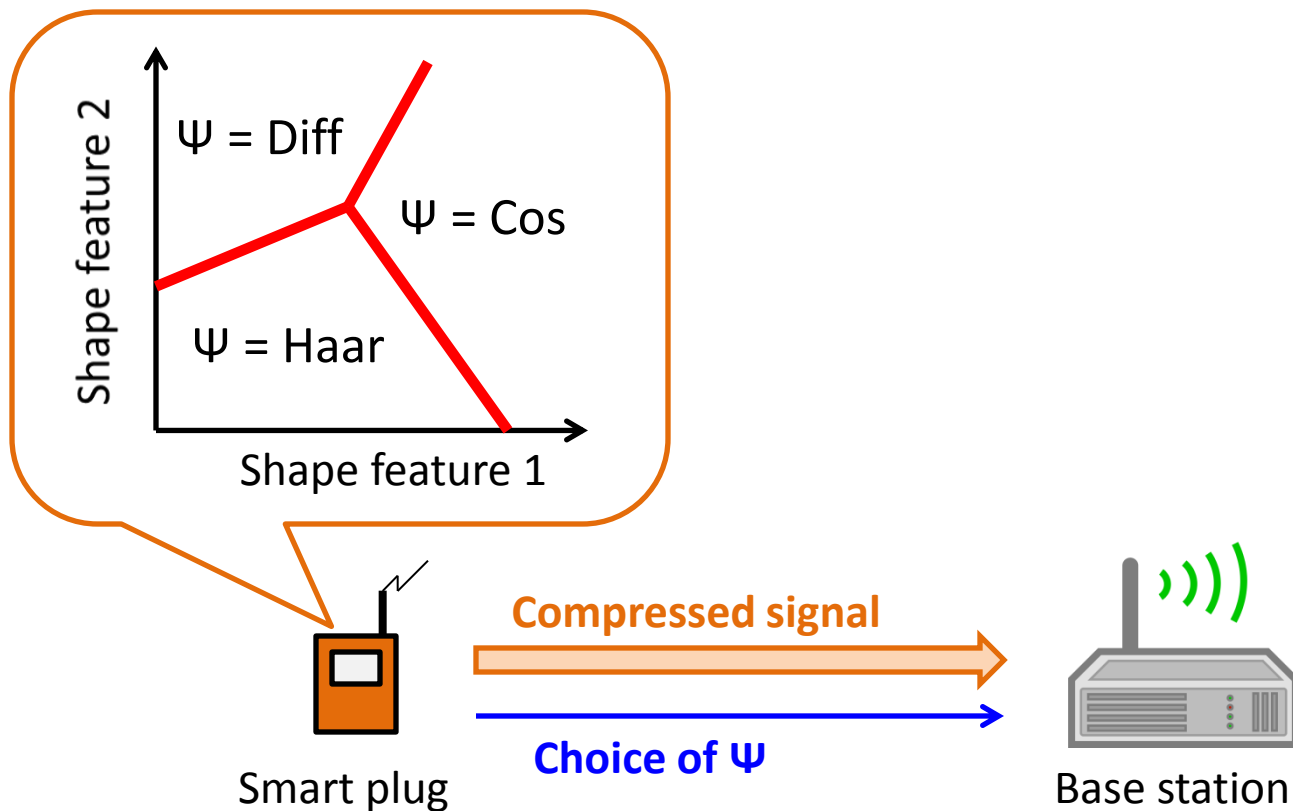 Shape feature 2
Ψ = Diff
Ψ = Cos
Ψ = Haar
Shape feature 1
Compressed signal
Choice of Ψ
Smart plug
Base station